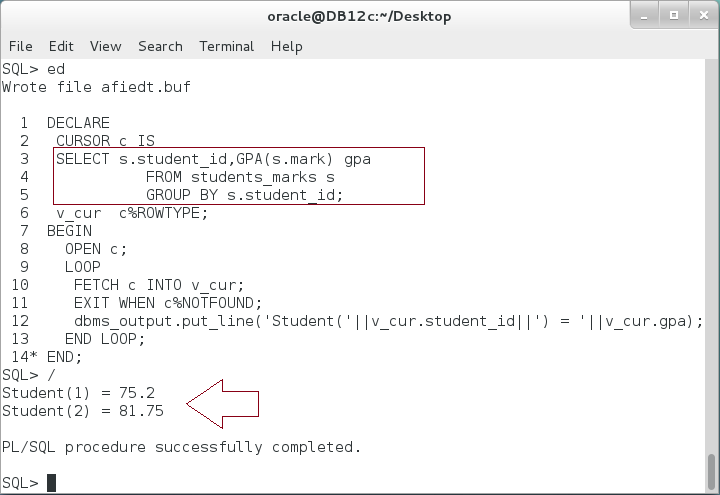 oracle@DB12c:~/Desktop
File Edit View Search Terminal Help
SQL> ed
Wrote file afiedt.buf
1 DECLARE
2 CURSOR c IS
3 SELECT s.student_id,GPA(s.mark) gpa
4 FROM students_marks s
5 GROUP BY s.student_id;
6 v_cur c%ROWTYPE;
7 BEGIN
8 OPEN c;
9 LOOP
10 FETCH c INTO v_cur;
11 EXIT WHEN c%NOTFOUND;
12 dbms_output.put_line('Student('||v_cur.student_id||') = '||v_cur.gpa);
13 END LOOP;
14* END;
SQL> /
Student(1) = 75.2
Student(2) = 81.75
PL/SQL procedure successfully completed.
SQL>